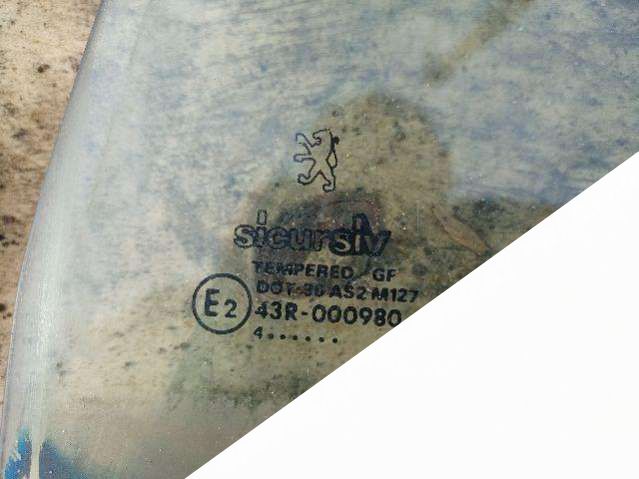 sicursiv
TEMPERED GF
DOT-36 AS2 M127
E2
43R-000980
4......